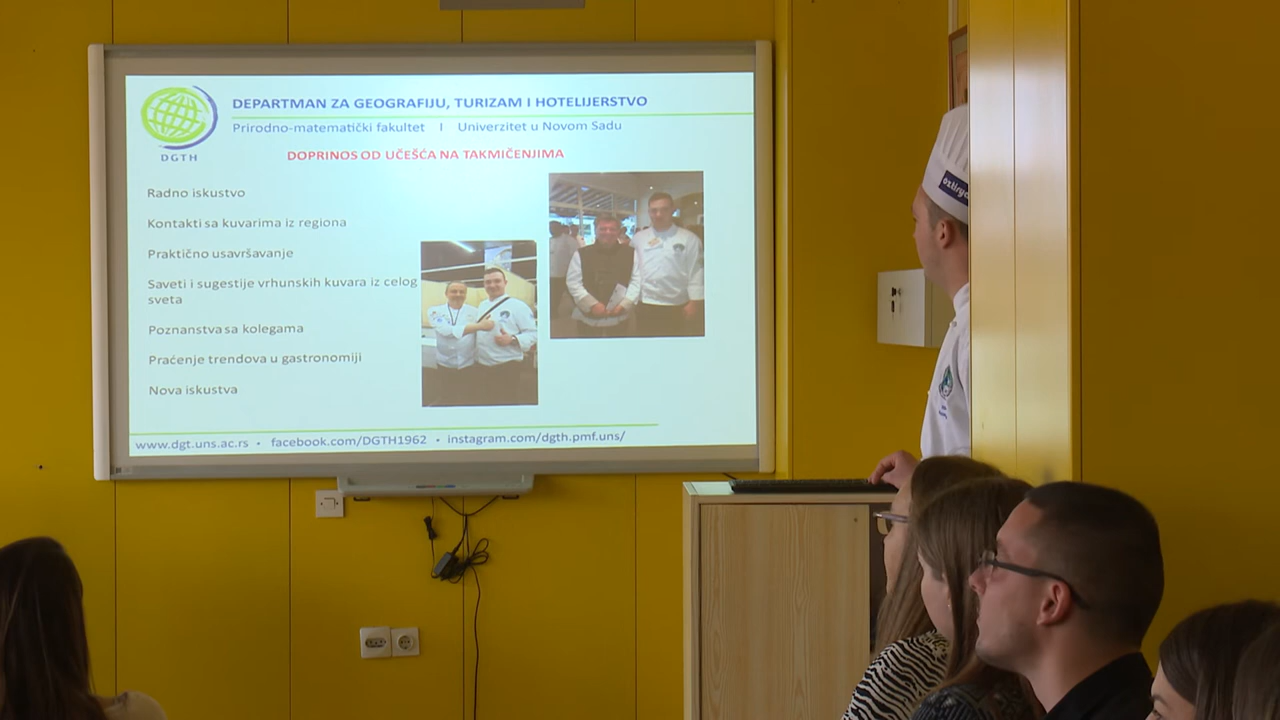 DEPARTMAN ZA GEOGRAFIJU, TURIZAM I HOTELIJERSTVO
Prirodno-matematički fakultet I Univerzitet u Novom Sadu
DGTH
DOPRINOS OD UČEŠĆA NA TAKMIČENJIMA
Radno iskustvo
Kontakti sa kuvarima iz regiona
Praktično usavršavanje
Saveti i sugestije vrhunskih kuvara iz celog
sveta
Poznanstva sa kolegama
Praćenje trendova u gastronomiji
Nova iskustva
www.dgt.uns.ac.rs • facebook.com/DGTH1962 • instagram.com/dgth.pmf.uns/